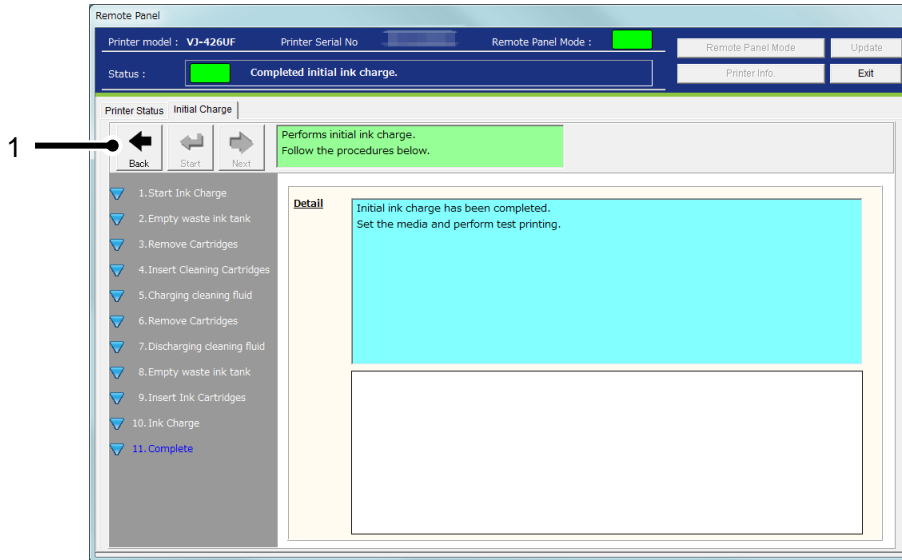 Remote Panel
Printer model : VJ-426UF Printer Serial No Remote Panel Mode : Remote Panel Mode Update
Status : Completed initial ink charge. Printer Info. Exit
Printer Status Initial Charge
1
Back Start Next
Performs initial ink charge.
Follow the procedures below.
1.Start Ink Charge
2.Empty waste ink tank
3.Remove Cartridges
4.Insert Cleaning Cartridges
5.Charging cleaning fluid
6.Remove Cartridges
7.Discharging cleaning fluid
8.Empty waste ink tank
9.Insert Ink Cartridges
10.Ink Charge
11.Complete
Detail
Initial ink charge has been completed.
Set the media and perform test printing.